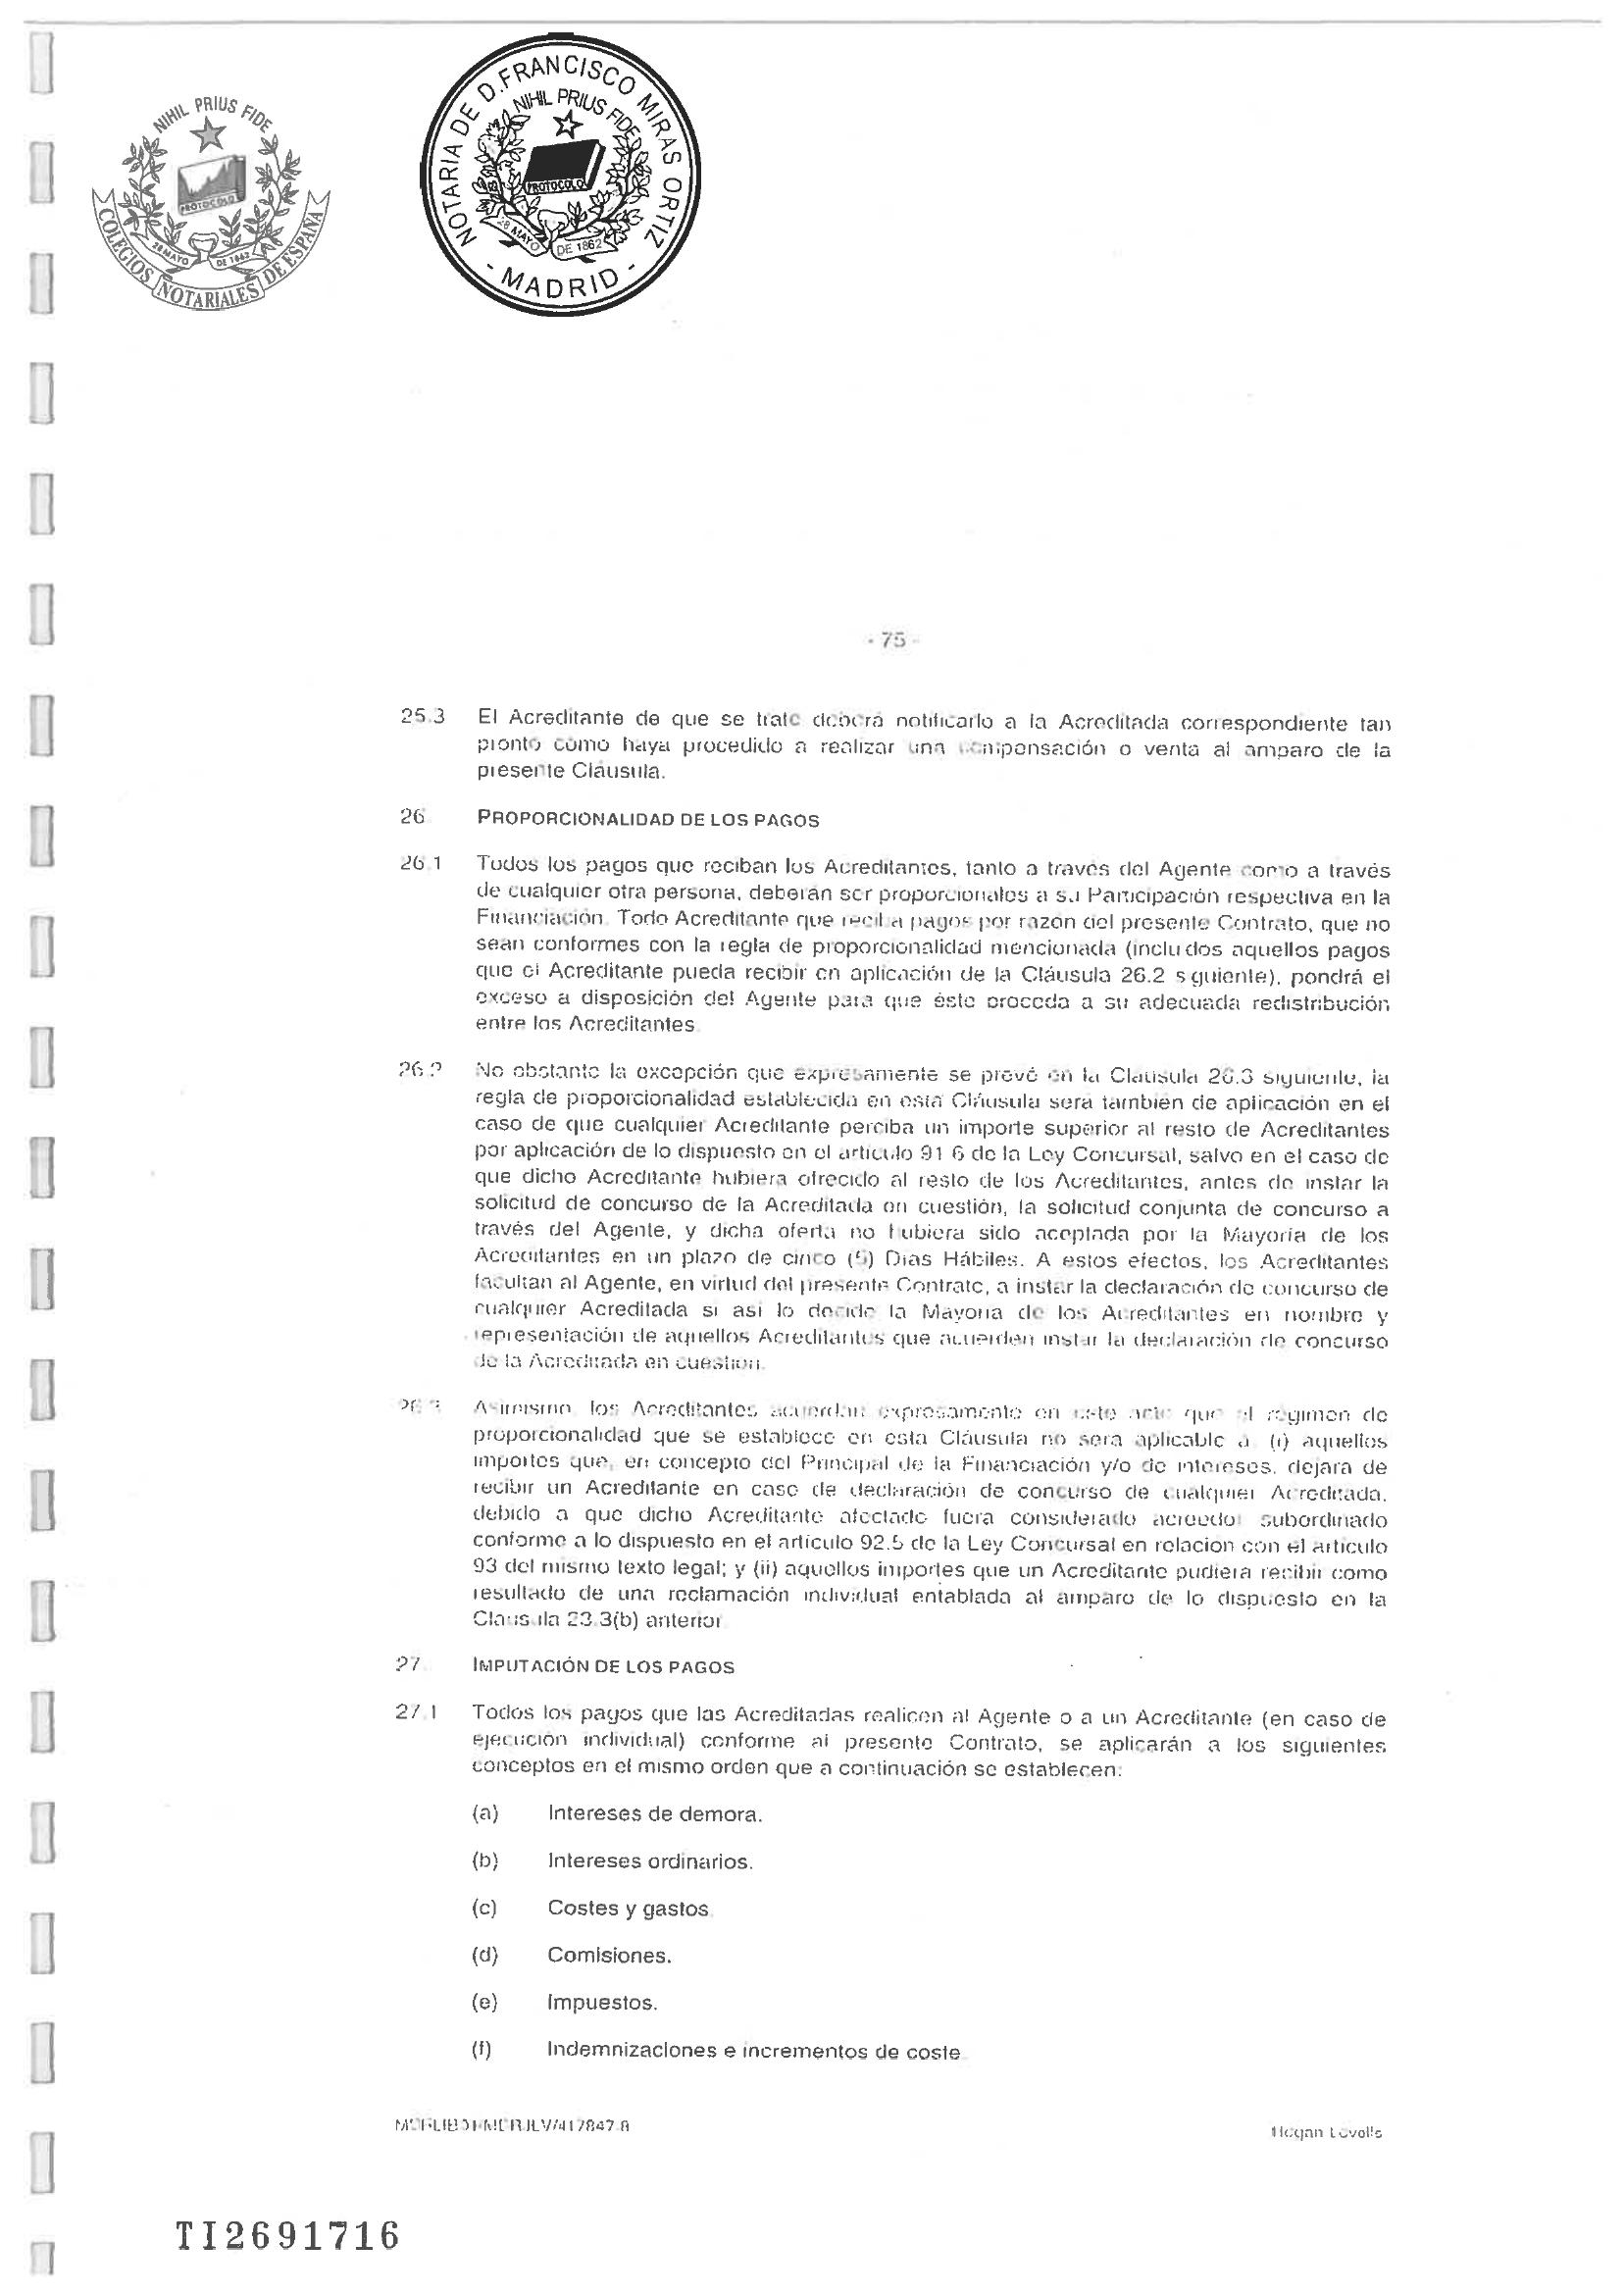 NIHIL PRIUS FIDE
PROTOCOLO
28 MAYO DE 1862
COLEGIOS NOTARIALES DE ESPAÑA
NOTARIA DE D. FRANCISCO MIRAS ORTIZ
NIHIL PRIUS FIDE
PROTOCOLO
28 MAYO DE 1862
- MADRID -
- 75 -
25.3 El Acreditante de que se trate deberá notificarlo a la Acreditada correspondiente tan
pronto como haya procedido a realizar una compensación o venta al amparo de la
presente Cláusula.
26 PROPORCIONALIDAD DE LOS PAGOS
26.1 Todos los pagos que reciban los Acreditantes, tanto a través del Agente como a través
de cualquier otra persona, deberán ser proporcionales a su Participación respectiva en la
Financiación. Todo Acreditante que reciba pagos por razón del presente Contrato, que no
sean conformes con la regla de proporcionalidad mencionada (incluidos aquellos pagos
que el Acreditante pueda recibir en aplicación de la Cláusula 26.2 siguiente), pondrá el
exceso a disposición del Agente para que éste proceda a su adecuada redistribución
entre los Acreditantes
26.2 No obstante la excepción que expresamente se prevé en la Cláusula 26.3 siguiente, la
regla de proporcionalidad establecida en esta Cláusula será también de aplicación en el
caso de que cualquier Acreditante perciba un importe superior al resto de Acreditantes
por aplicación de lo dispuesto en el artículo 91 6 de la Ley Concursal, salvo en el caso de
que dicho Acreditante hubiera ofrecido al resto de los Acreditantes, antes de instar la
solicitud de concurso de la Acreditada en cuestión, la solicitud conjunta de concurso a
través del Agente, y dicha oferta no hubiera sido aceptada por la Mayoría de los
Acreditantes en un plazo de cinco (5) Días Hábiles. A estos efectos, los Acreditantes
facultan al Agente, en virtud del presente Contrato, a instar la declaración de concurso de
cualquier Acreditada si así lo decide la Mayoría de los Acreditantes en nombre y
representación de aquellos Acreditantes que acuerden instar la declaración de concurso
de la Acreditada en cuestión.
26.3 Asimismo, los Acreditantes acuerdan expresamente en este acto que el régimen de
proporcionalidad que se establece en esta Cláusula no será aplicable a (i) aquellos
importes que, en concepto del Principal de la Financiación y/o de intereses, dejara de
recibir un Acreditante en caso de declaración de concurso de cualquier Acreditada,
debido a que dicho Acreditante afectado fuera considerado acreedor subordinado
conforme a lo dispuesto en el artículo 92.5 de la Ley Concursal en relación con el artículo
93 del mismo texto legal; y (ii) aquellos importes que un Acreditante pudiera recibir como
resultado de una reclamación individual entablada al amparo de lo dispuesto en la
Cláusula 23.3(b) anterior
27. IMPUTACIÓN DE LOS PAGOS
27.1 Todos los pagos que las Acreditadas realicen al Agente o a un Acreditante (en caso de
ejecución individual) conforme al presente Contrato, se aplicarán a los siguientes
conceptos en el mismo orden que a continuación se establecen:
(a) Intereses de demora.
(b) Intereses ordinarios.
(c) Costes y gastos
(d) Comisiones.
(e) Impuestos.
(f) Indemnizaciones e incrementos de coste
Hogan Lovells
TI2691716